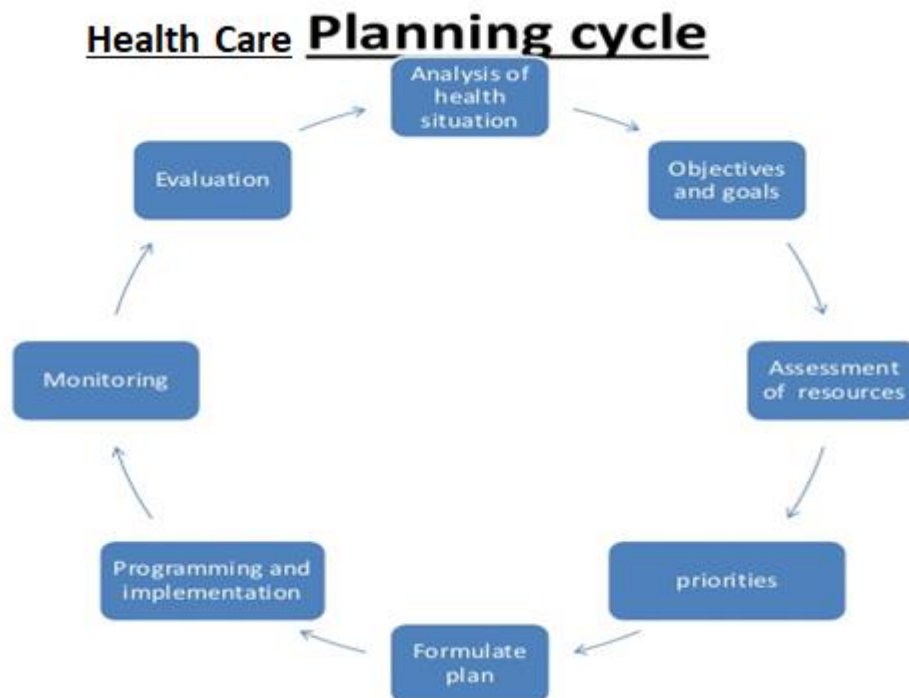 Health Care Planning cycle
Analysis of
health
situation
Objectives
and goals
Assessment
of resources
priorities
Formulate
plan
Programming and
implementation
Monitoring
Evaluation